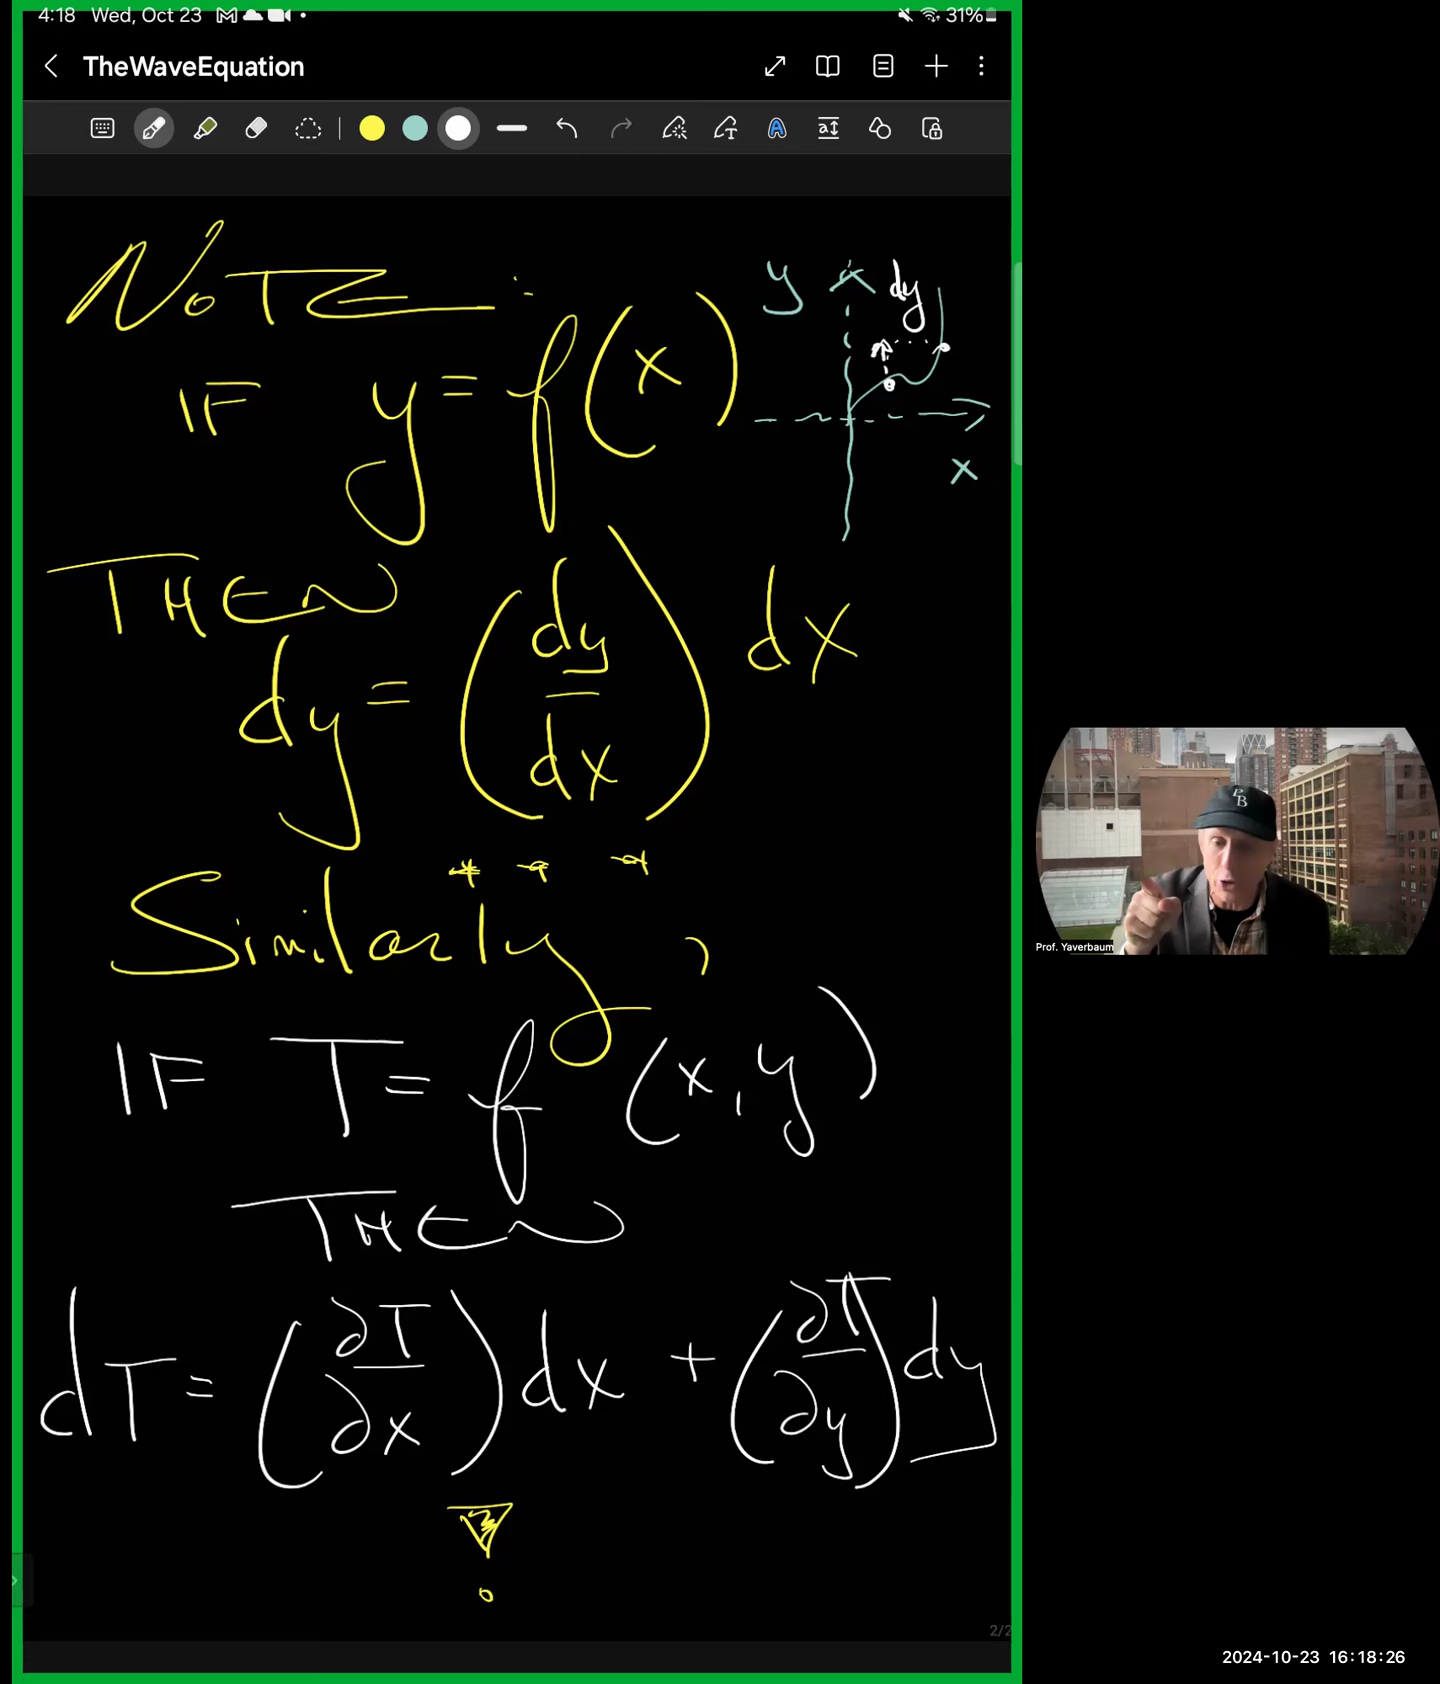 4:18 Wed, Oct 23 31%
TheWaveEquation
NOTE:
IF y = f(x)
y dy
x
THEN
dy = (dy/dx) dx
* * *
Similarly,
IF T = f(x, y)
THEN
dT = (∂T/∂x) dx + (∂T/∂y) dy
2/2
PB
Prof. Yaverbaum
2024-10-23 16:18:26